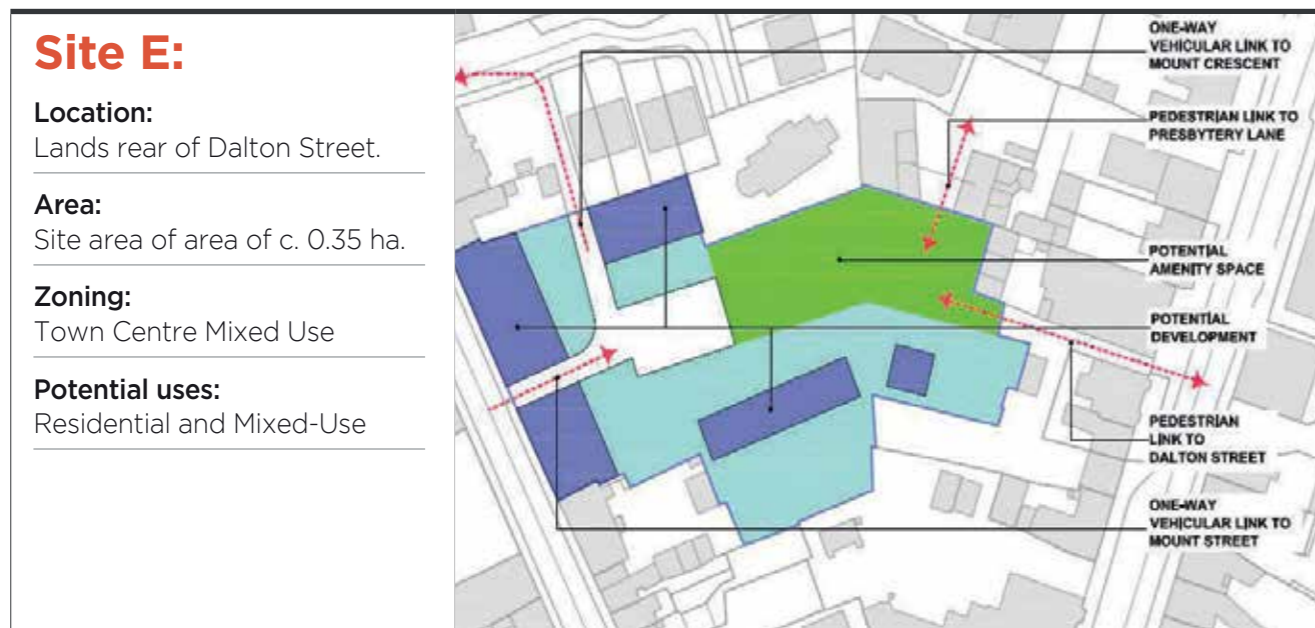 Site E:
Location:
Lands rear of Dalton Street.
Area:
Site area of area of c. 0.35 ha.
Zoning:
Town Centre Mixed Use
Potential uses:
Residential and Mixed-Use
ONE-WAY
VEHICULAR LINK TO
MOUNT CRESCENT
PEDESTRIAN LINK TO
PRESBYTERY LANE
POTENTIAL
AMENITY SPACE
POTENTIAL
DEVELOPMENT
PEDESTRIAN
LINK TO
DALTON STREET
ONE-WAY
VEHICULAR LINK TO
MOUNT STREET